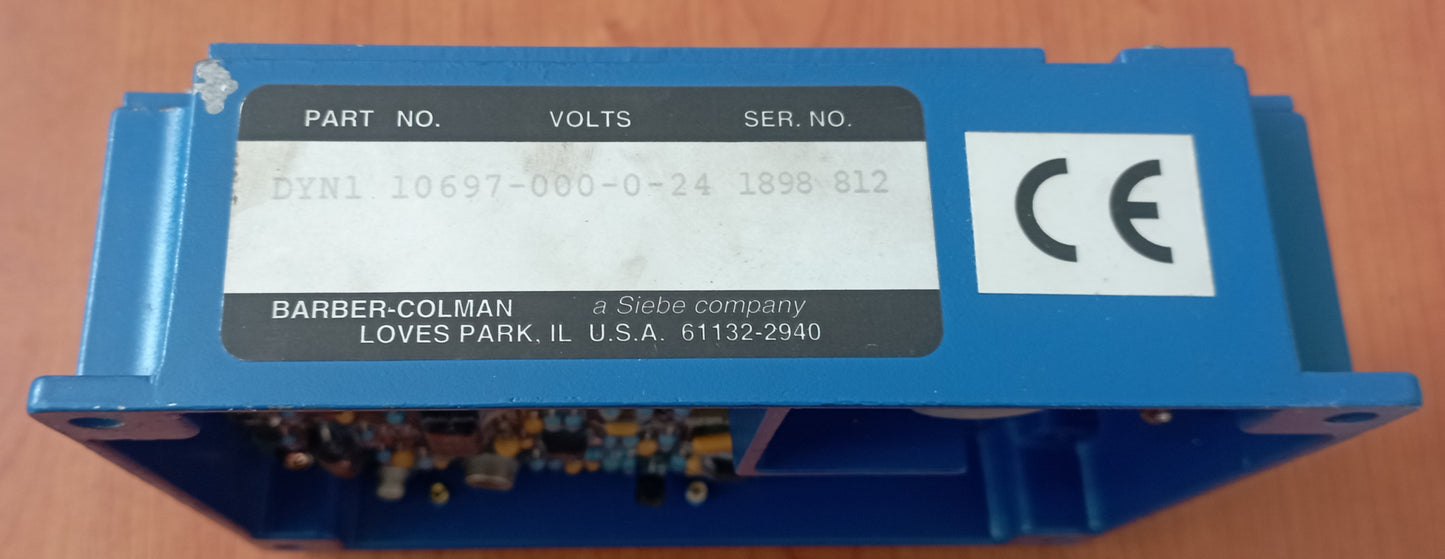 PART NO. VOLTS SER. NO.
DYN1 10697-000-0-24 1898 812
BARBER-COLMAN a Siebe company
LOVES PARK, IL U.S.A. 61132-2940
CE